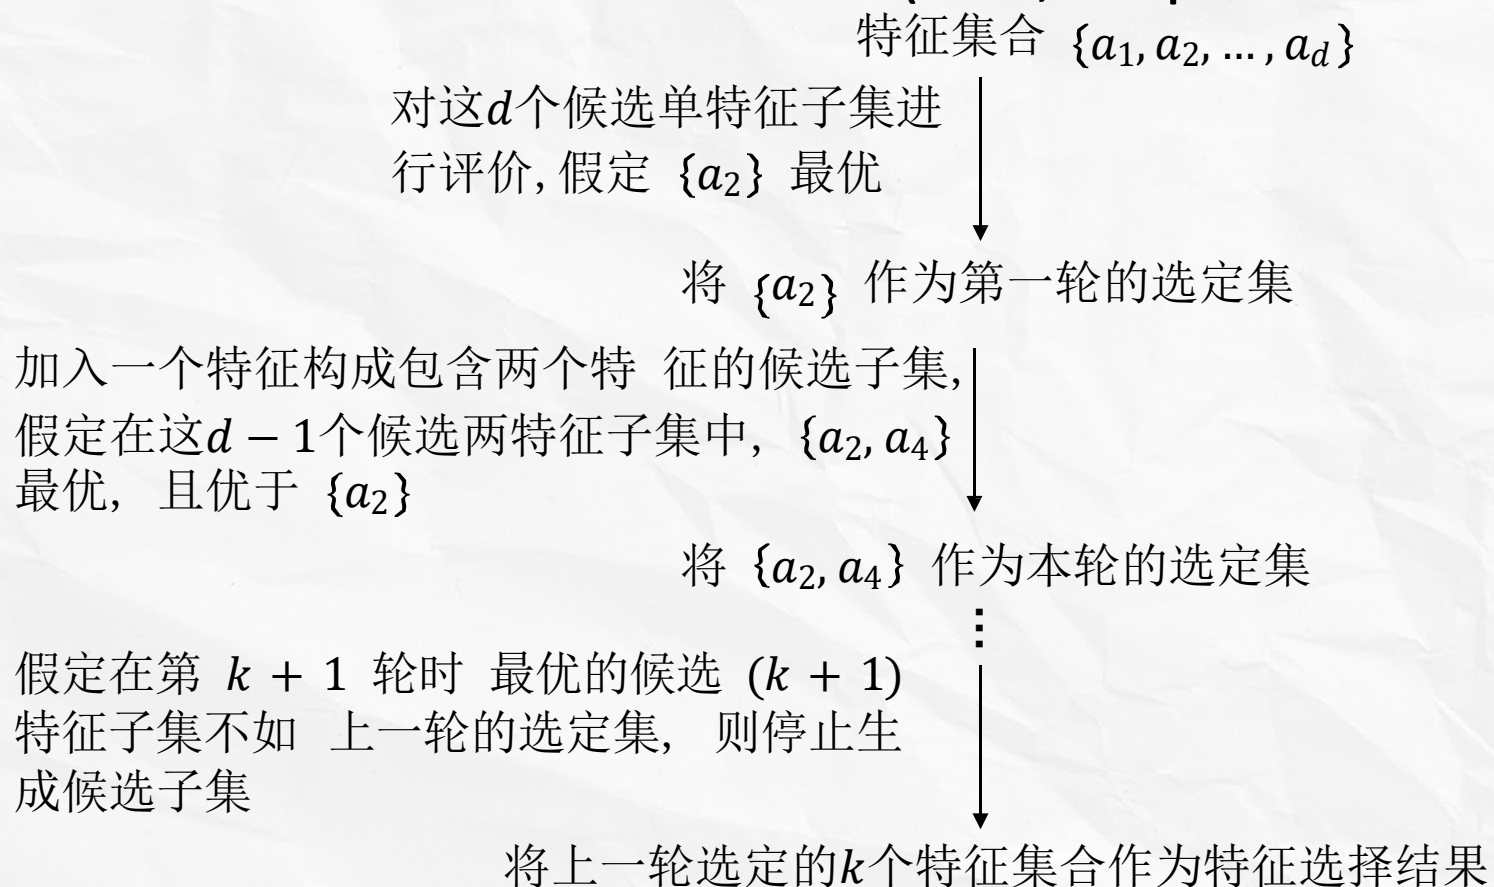 特征集合 {a₁, a₂, … , a_d}
对这d个候选单特征子集进
行评价,假定 {a₂} 最优
将 {a₂} 作为第一轮的选定集
加入一个特征构成包含两个特 征的候选子集,
假定在这d − 1个候选两特征子集中, {a₂, a₄}
最优, 且优于 {a₂}
将 {a₂, a₄} 作为本轮的选定集
⋮
假定在第 k + 1 轮时 最优的候选 (k + 1)
特征子集不如 上一轮的选定集, 则停止生
成候选子集
将上一轮选定的k个特征集合作为特征选择结果